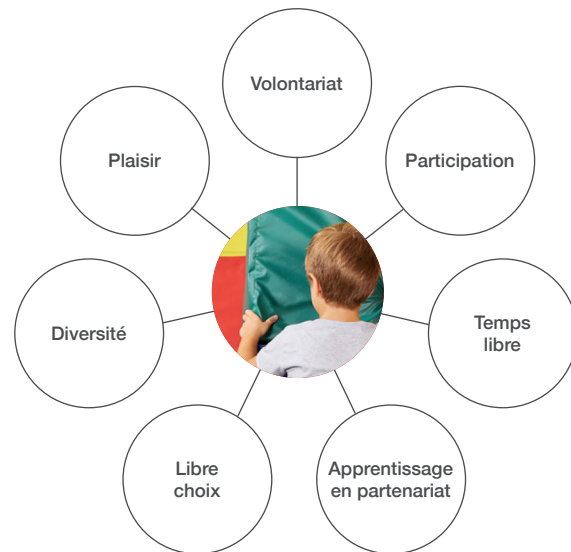 Volontariat
Participation
Temps
libre
Apprentissage
en partenariat
Libre
choix
Diversité
Plaisir